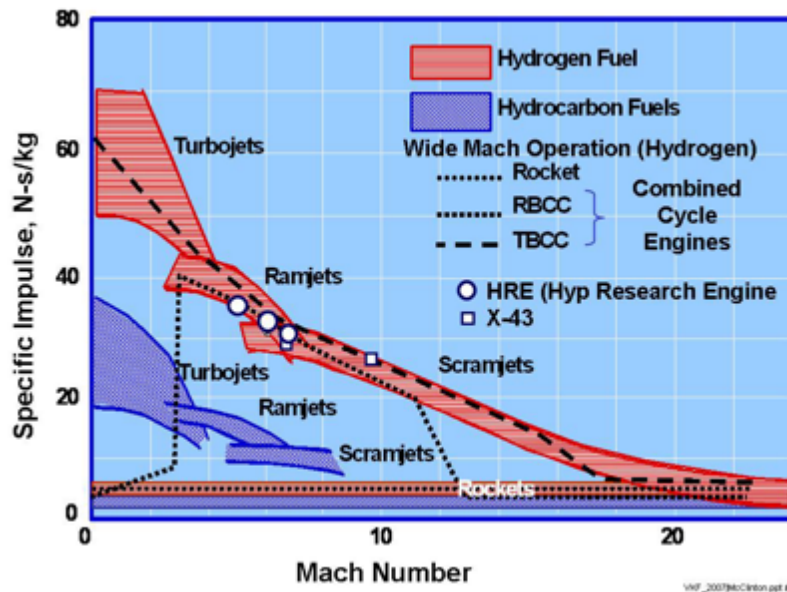 80
60
40
20
0
Specific Impulse, N-s/kg
Hydrogen Fuel
Hydrocarbon Fuels
Wide Mach Operation (Hydrogen)
Rocket
RBCC
TBCC
Combined
Cycle
Engines
HRE (Hyp Research Engine
X-43
Turbojets
Ramjets
Scramjets
Turbojets
Ramjets
Scramjets
Rockets
0
10
20
Mach Number
VKF_2007McClinton.ppt